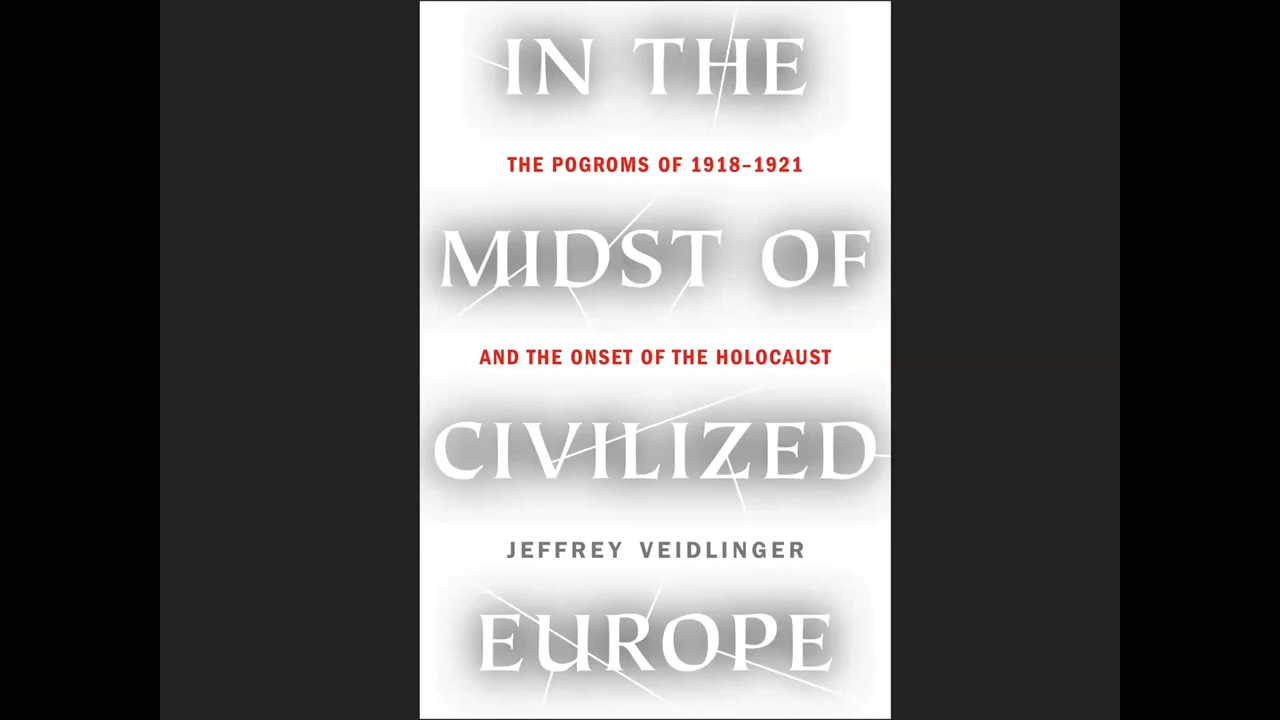 IN THE
THE POGROMS OF 1918–1921
MIDST OF
AND THE ONSET OF THE HOLOCAUST
CIVILIZED
JEFFREY VEIDLINGER
EUROPE